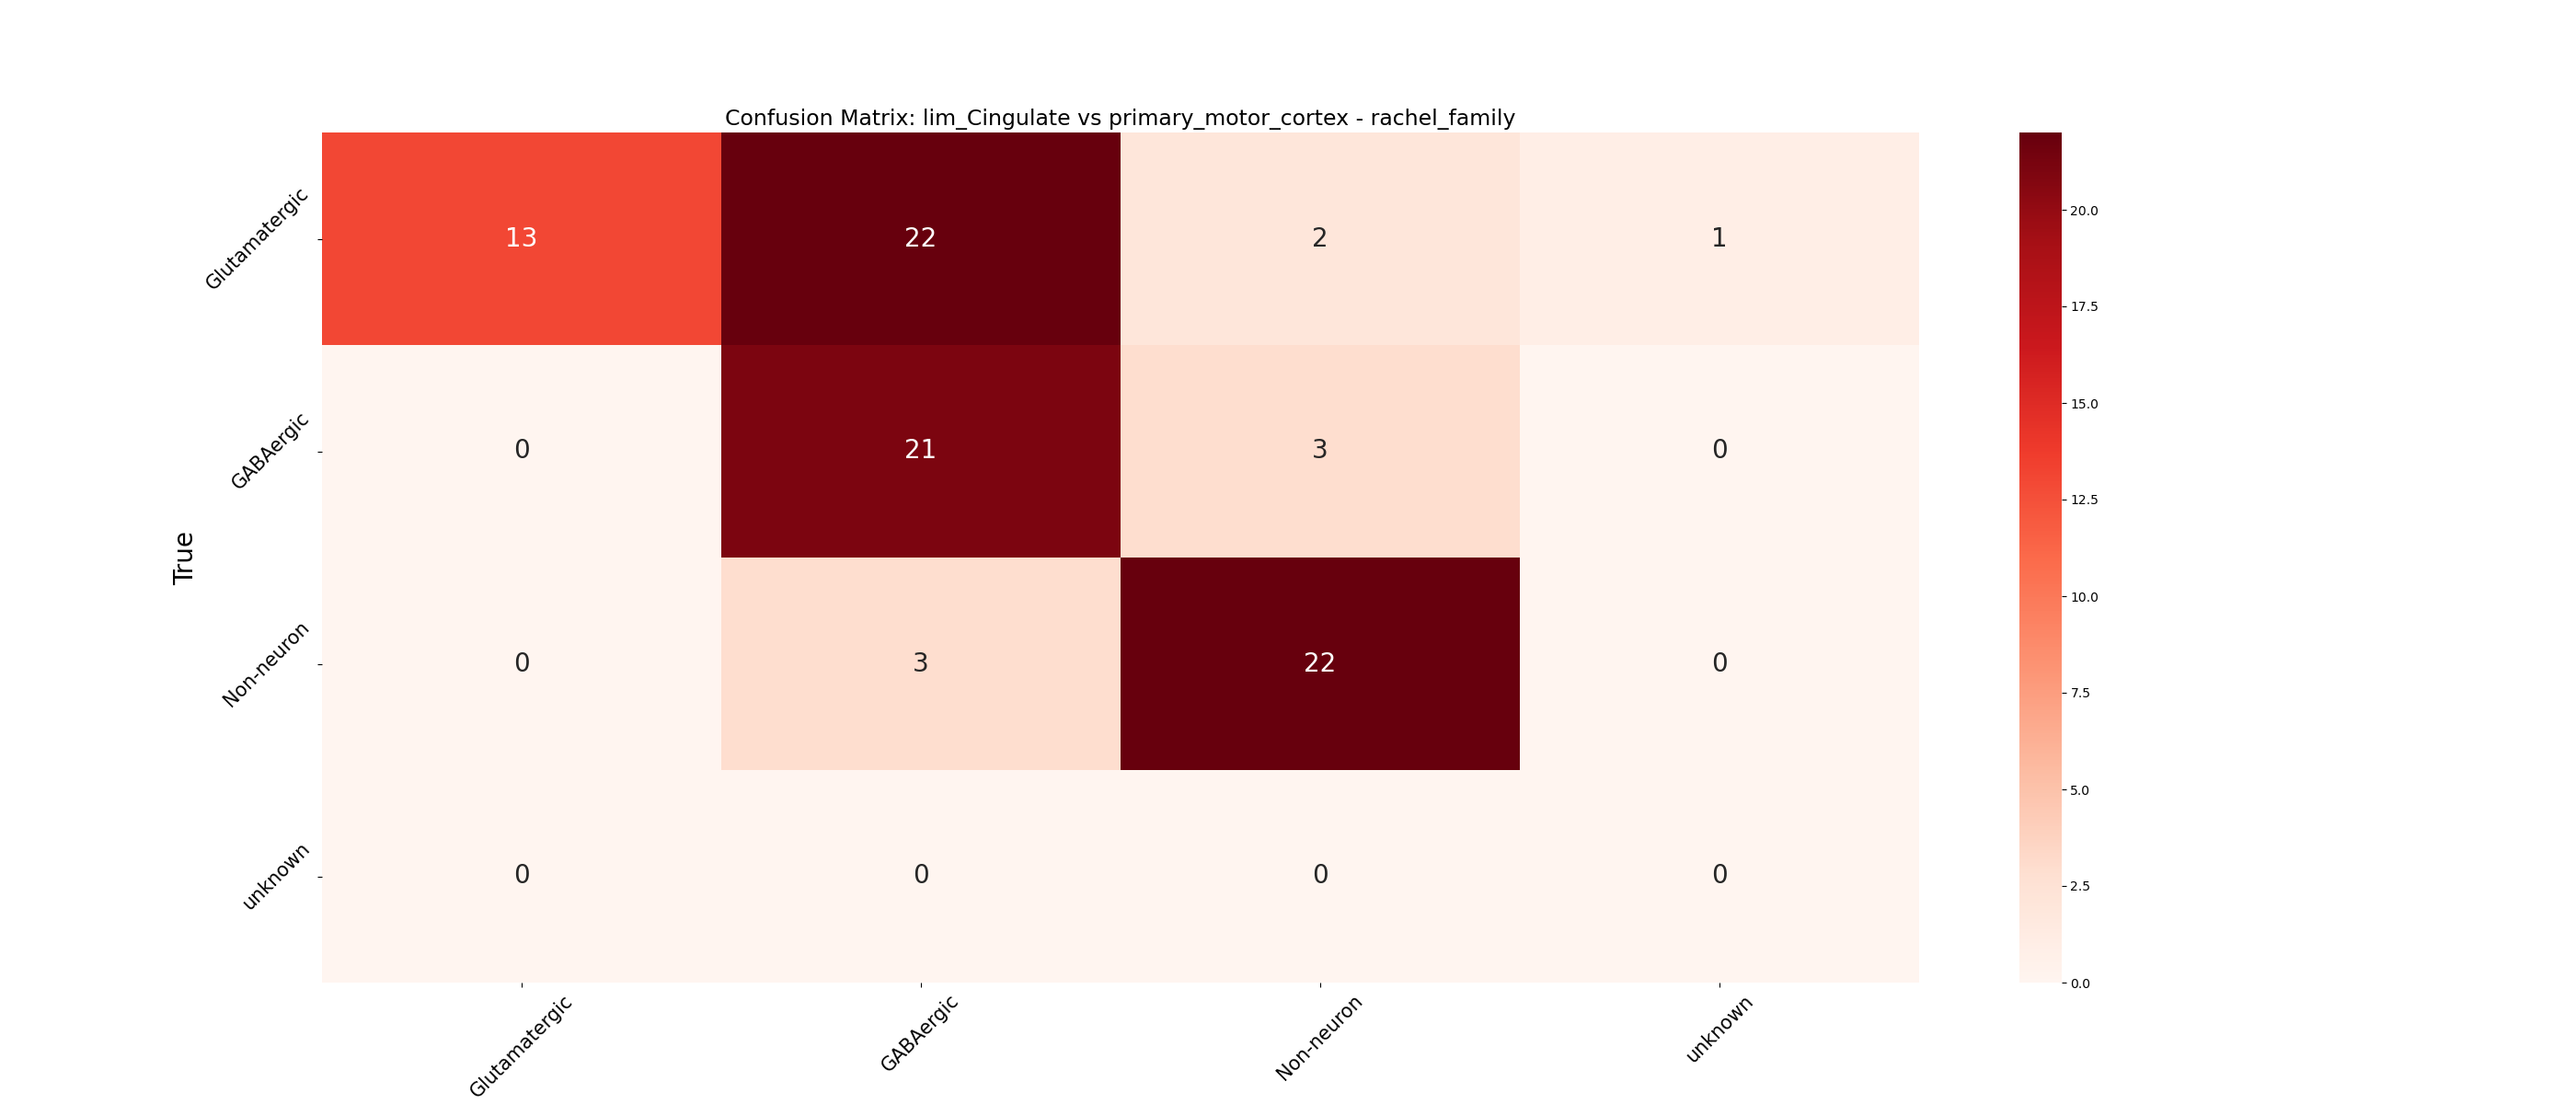 Confusion Matrix: lim_Cingulate vs primary_motor_cortex - rachel_family
True
Glutamatergic
GABAergic
Non-neuron
unknown
13 22 2 1
0 21 3 0
0 3 22 0
0 0 0 0
Glutamatergic GABAergic Non-neuron unknown
20.0
17.5
15.0
12.5
10.0
7.5
5.0
2.5
0.0